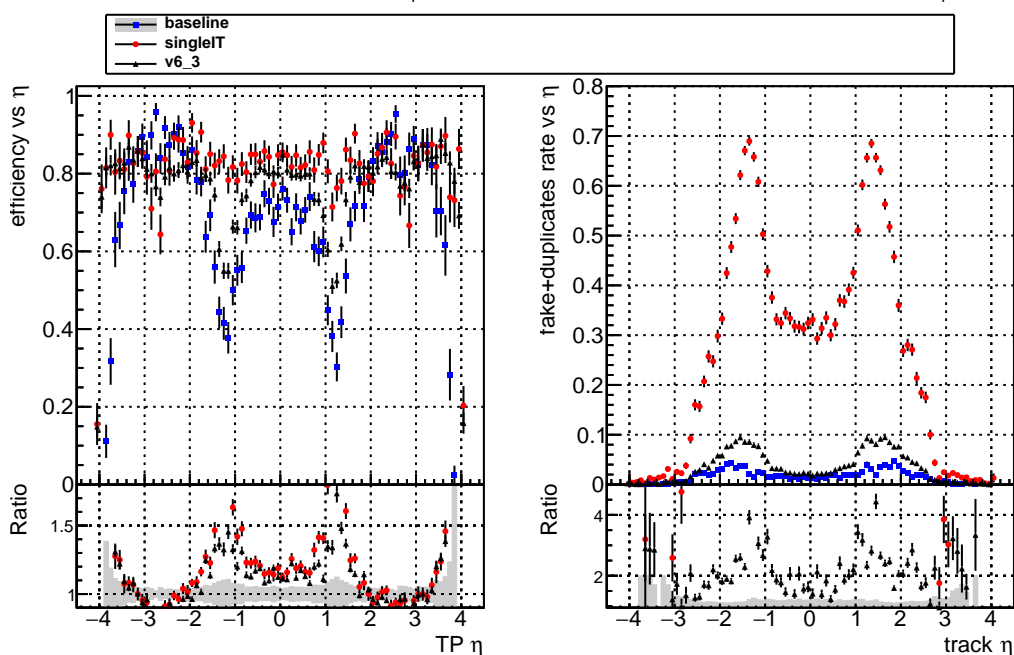 baseline
singleIT
v6_3
efficiency vs η
1
0.8
0.6
0.4
0.2
0
Ratio
1.5
1
−4 −3 −2 −1 0 1 2 3 4
TP η
fake+duplicates rate vs η
0.8
0.7
0.6
0.5
0.4
0.3
0.2
0.1
0
Ratio
4
2
−4 −3 −2 −1 0 1 2 3 4
track η